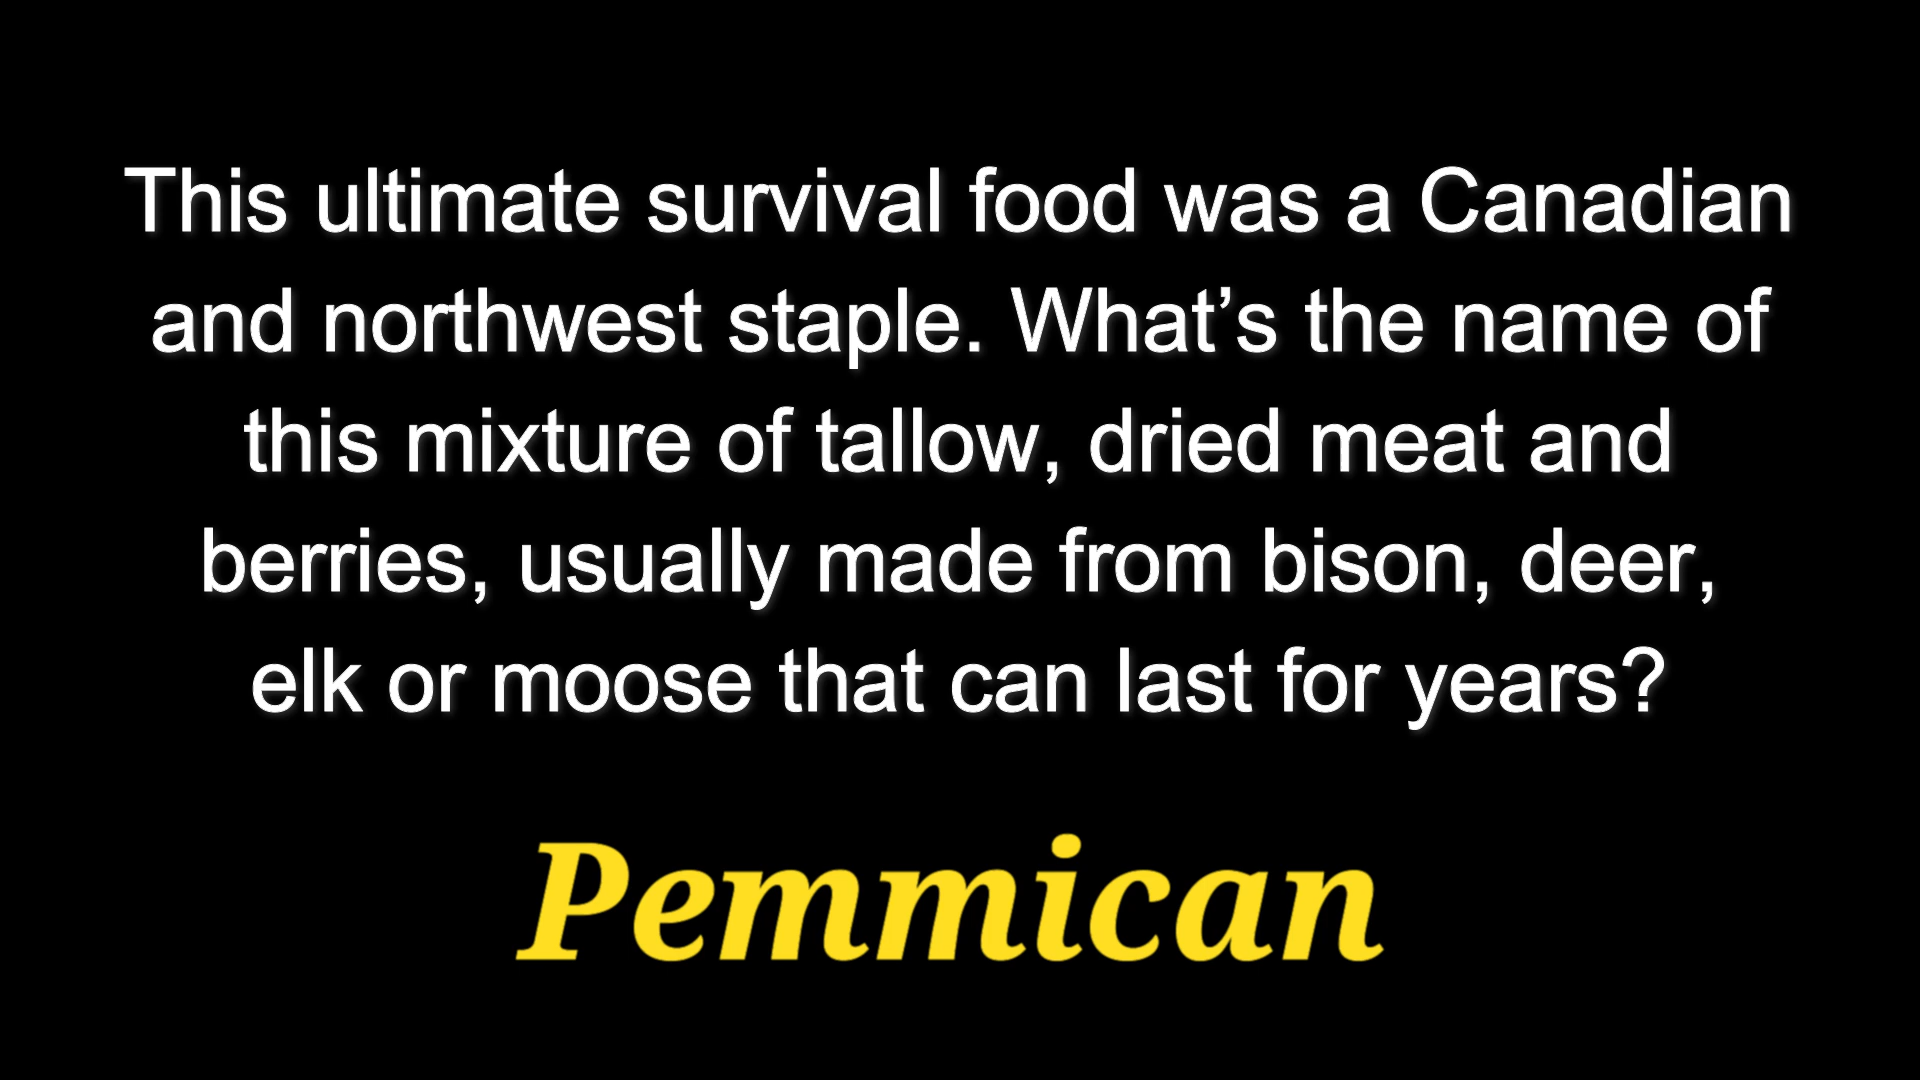 This ultimate survival food was a Canadian
and northwest staple. What’s the name of
this mixture of tallow, dried meat and
berries, usually made from bison, deer,
elk or moose that can last for years?
Pemmican